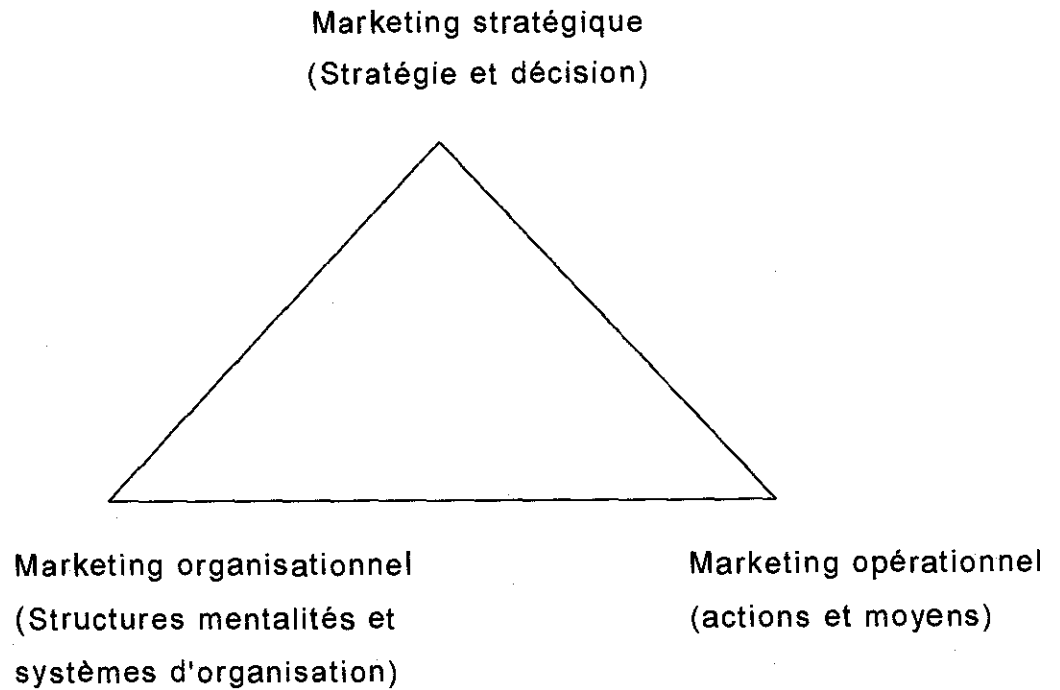 Marketing stratégique
(Stratégie et décision)
Marketing organisationnel
(Structures mentalités et
systèmes d'organisation)
Marketing opérationnel
(actions et moyens)